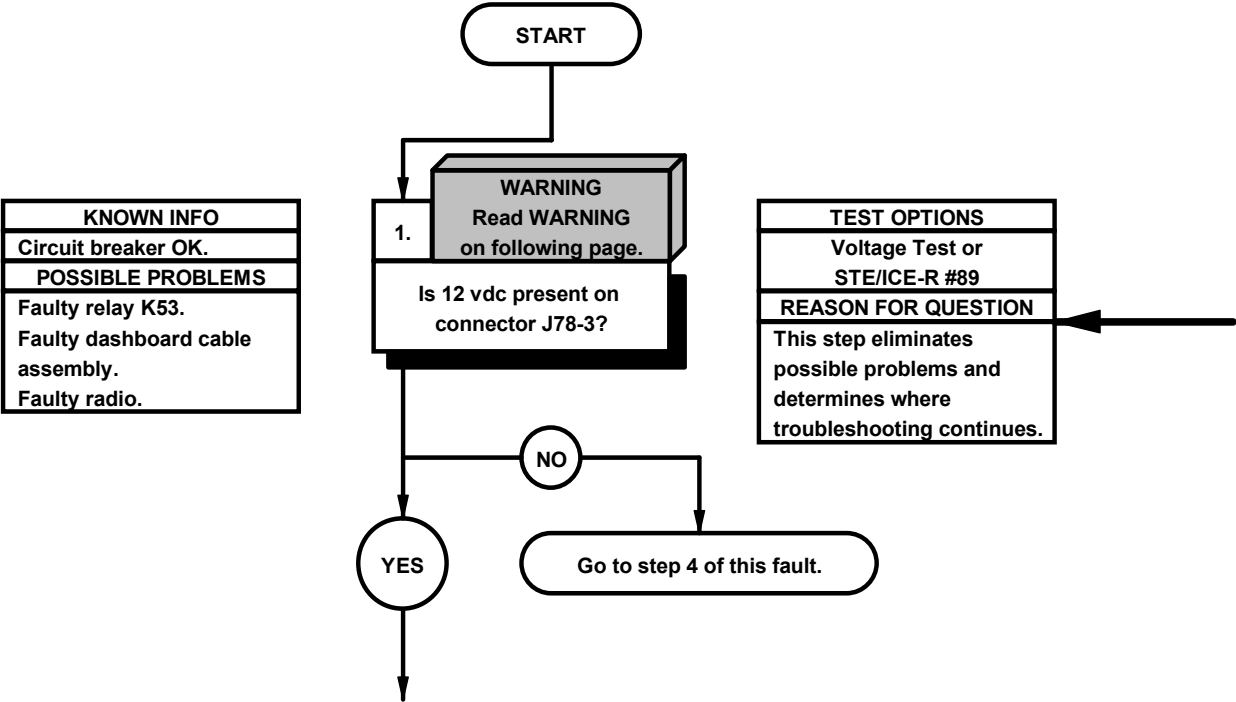 START
KNOWN INFO
Circuit breaker OK.
POSSIBLE PROBLEMS
Faulty relay K53.
Faulty dashboard cable
assembly.
Faulty radio.
1.
WARNING
Read WARNING
on following page.
Is 12 vdc present on
connector J78-3?
TEST OPTIONS
Voltage Test or
STE/ICE-R #89
REASON FOR QUESTION
This step eliminates
possible problems and
determines where
troubleshooting continues.
NO
YES
Go to step 4 of this fault.